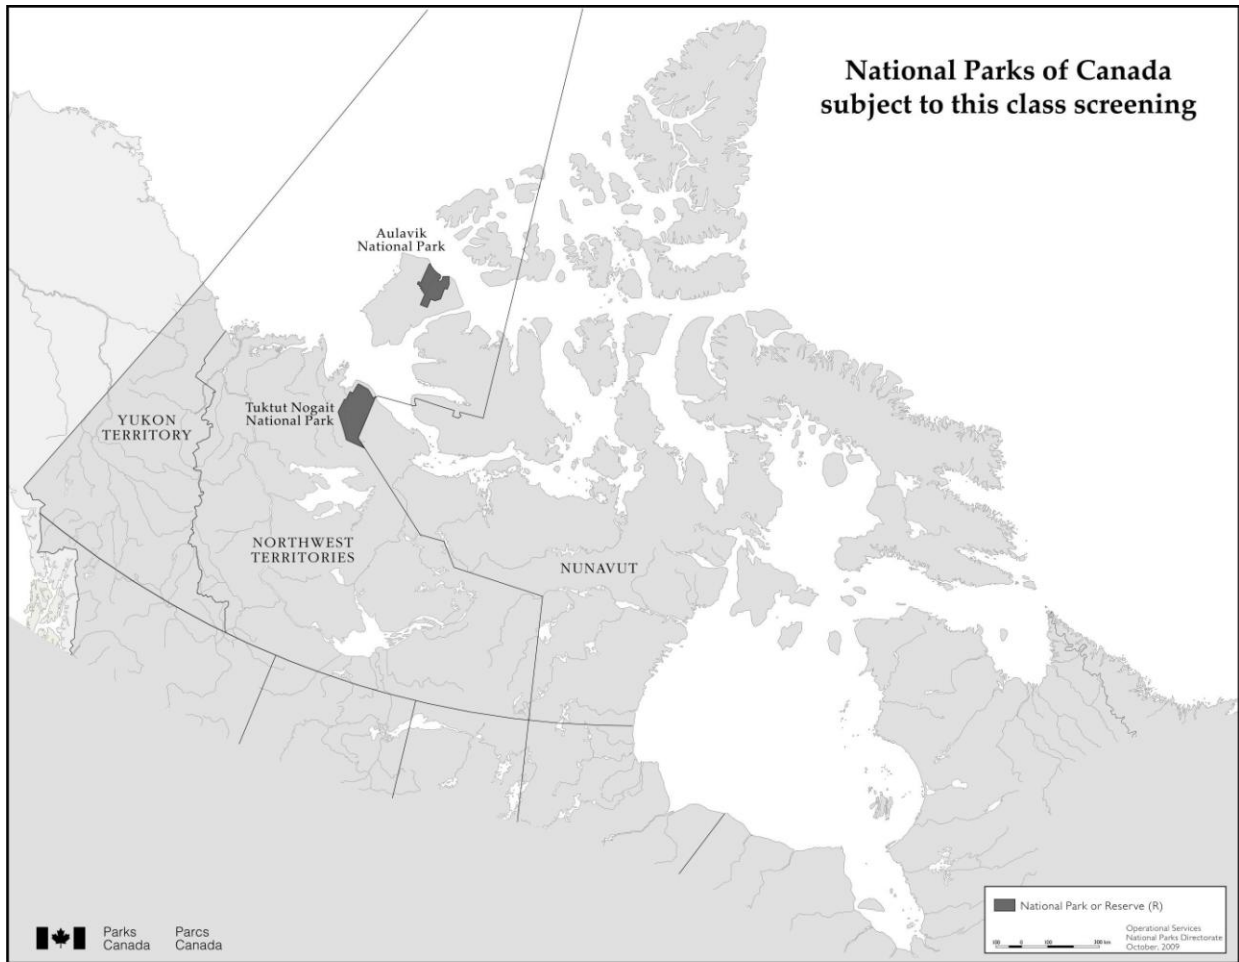 National Parks of Canada
subject to this class screening
Aulavik
National Park
Tuktut Nogait
National Park
YUKON
TERRITORY
NORTHWEST
TERRITORIES
NUNAVUT
National Park or Reserve (R)
Operational Services
National Parks Directorate
October, 2009
Parks
Canada
Parcs
Canada